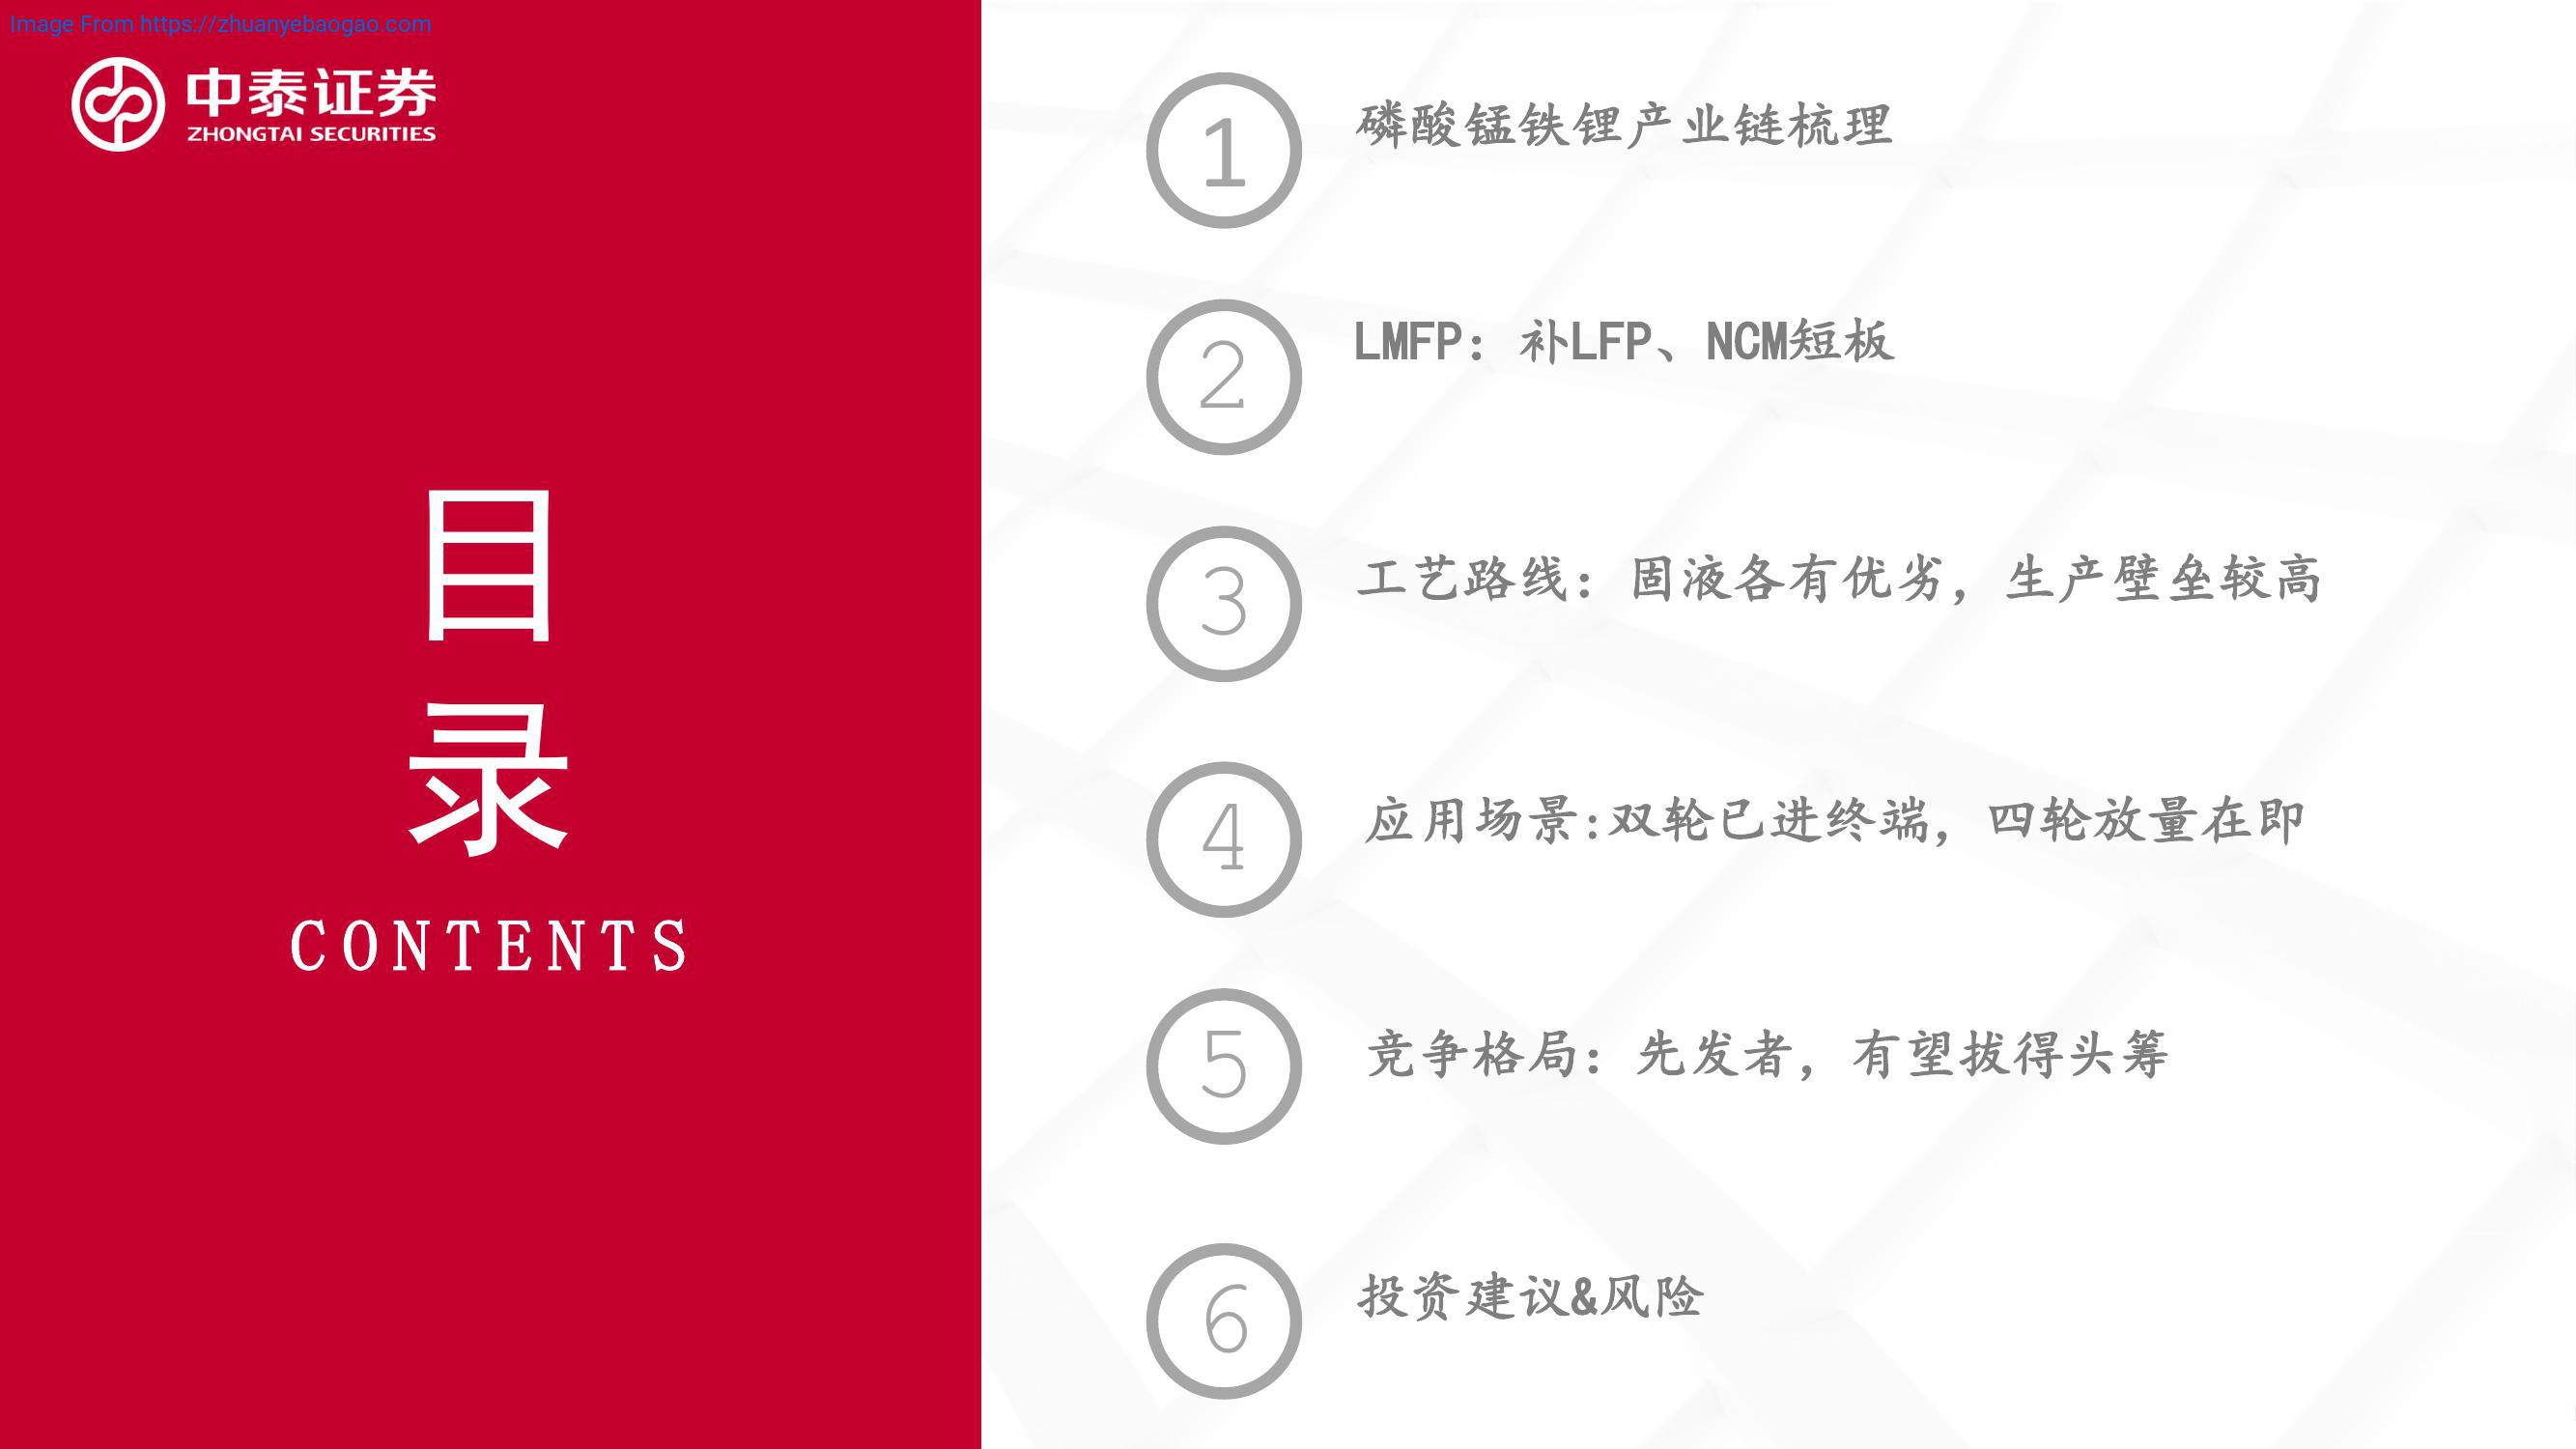 Image From https://zhuanyebaogao.com
中泰证券
ZHONGTAI SECURITIES
目
录
CONTENTS
1
磷酸锰铁锂产业链梳理
2
LMFP：补LFP、NCM短板
3
工艺路线：固液各有优劣，生产壁垒较高
4
应用场景:双轮已进终端，四轮放量在即
5
竞争格局：先发者，有望拔得头筹
6
投资建议&风险